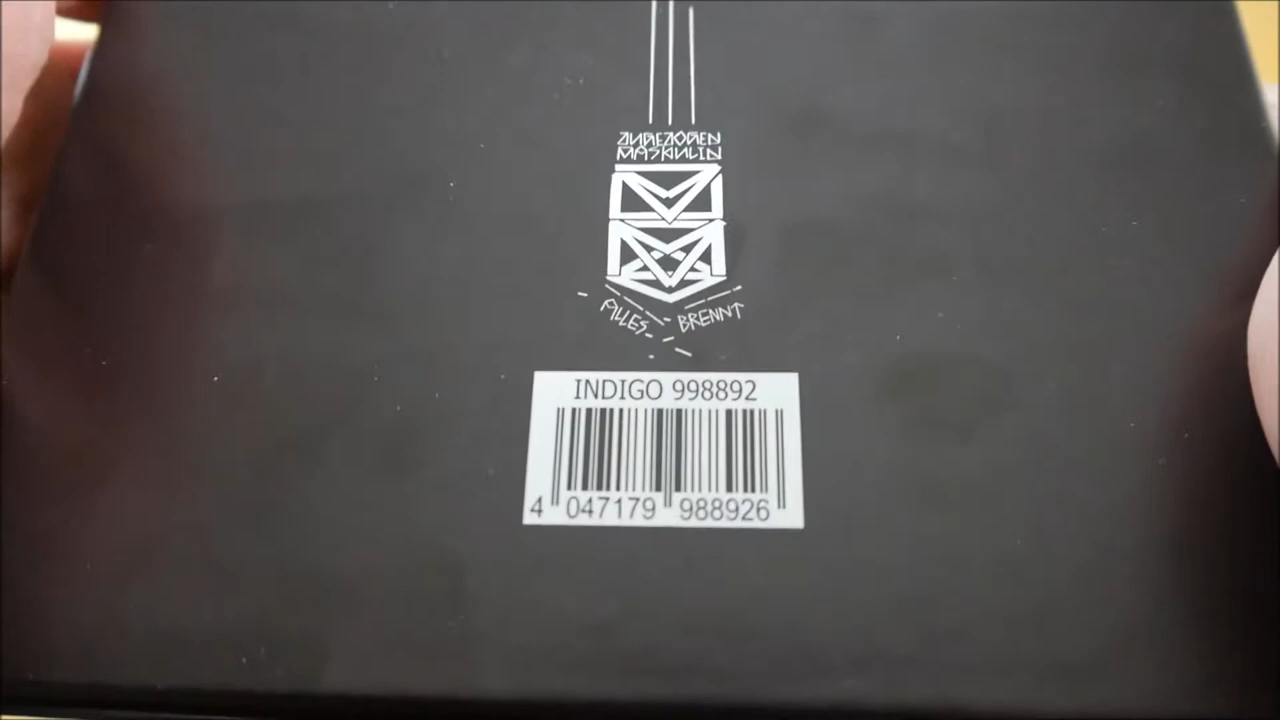 ZUGEZOGEN
MASKULIN
ALLES BRENNT
INDIGO 998892
4 047179 988926